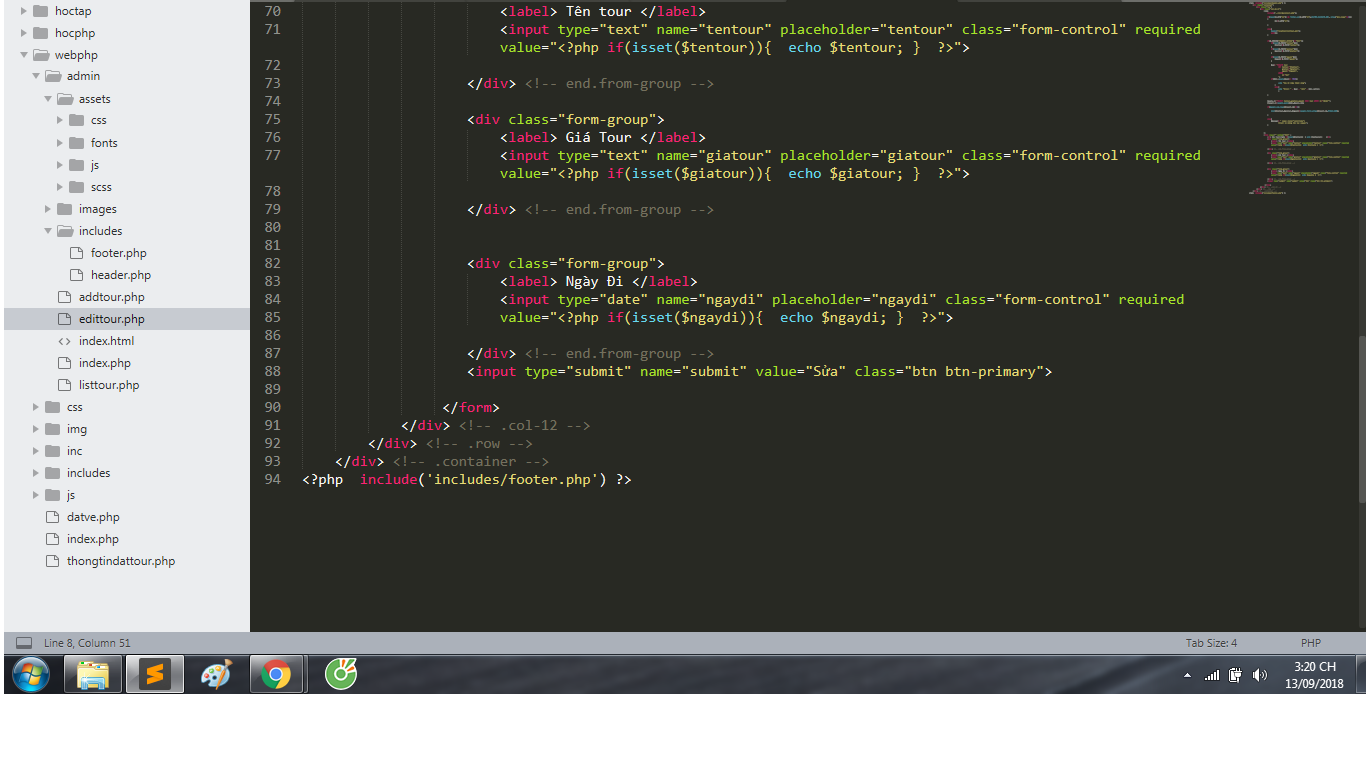 hoctap
hocphp
webphp
admin
assets
css
fonts
js
scss
images
includes
footer.php
header.php
addtour.php
edittour.php
<> index.html
index.php
listtour.php
css
img
inc
includes
js
datve.php
index.php
thongtindattour.php
70 <label> Tên tour </label>
71 <input type="text" name="tentour" placeholder="tentour" class="form-control" required
value="<?php if(isset($tentour)){  echo $tentour; }  ?>">
72
73 </div> <!-- end.from-group -->
74
75 <div class="form-group">
76 <label> Giá Tour </label>
77 <input type="text" name="giatour" placeholder="giatour" class="form-control" required
value="<?php if(isset($giatour)){  echo $giatour; }  ?>">
78
79 </div> <!-- end.from-group -->
80
81
82 <div class="form-group">
83 <label> Ngày Đi </label>
84 <input type="date" name="ngaydi" placeholder="ngaydi" class="form-control" required
85 value="<?php if(isset($ngaydi)){  echo $ngaydi; }  ?>">
86
87 </div> <!-- end.from-group -->
88 <input type="submit" name="submit" value="Sửa" class="btn btn-primary">
89
90 </form>
91 </div> <!-- .col-12 -->
92 </div> <!-- .row -->
93 </div> <!-- .container -->
94 <?php  include('includes/footer.php') ?>
Line 8, Column 51
Tab Size: 4
PHP
3:20 CH
13/09/2018